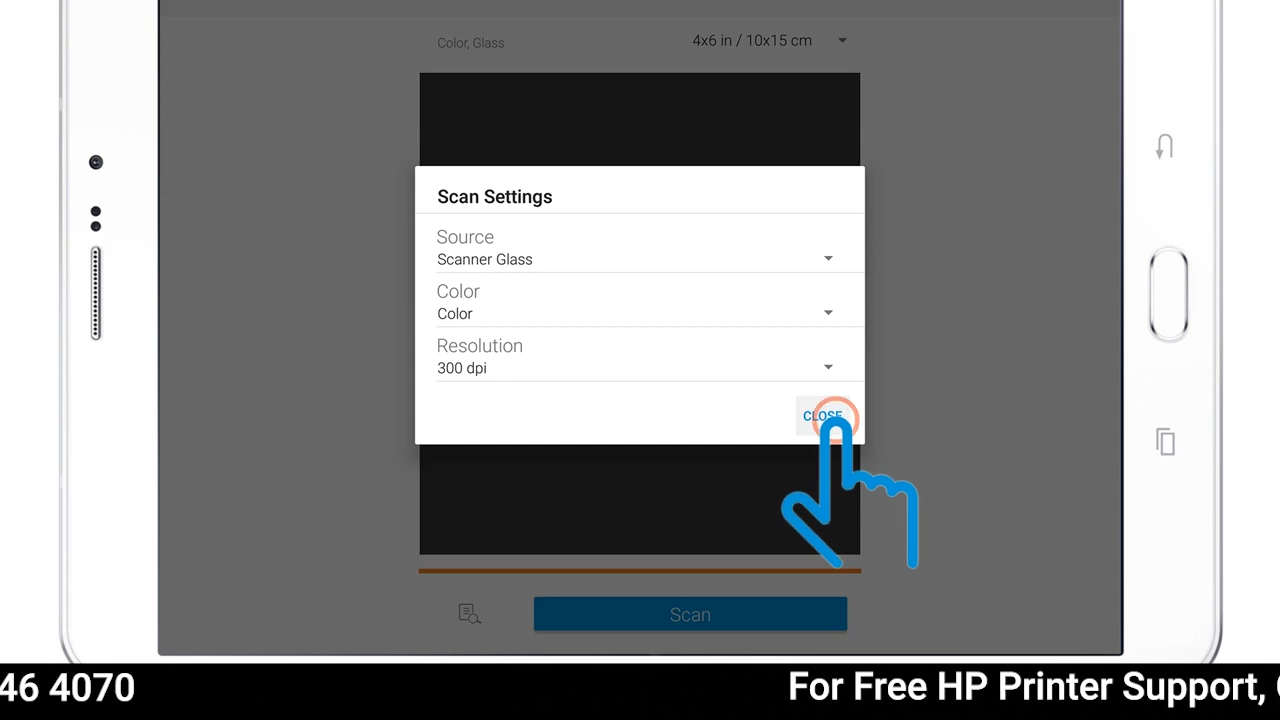 Color, Glass
4x6 in / 10x15 cm
Scan Settings
Source
Scanner Glass
Color
Color
Resolution
300 dpi
CLOSE
Scan
46 4070
For Free HP Printer Support,